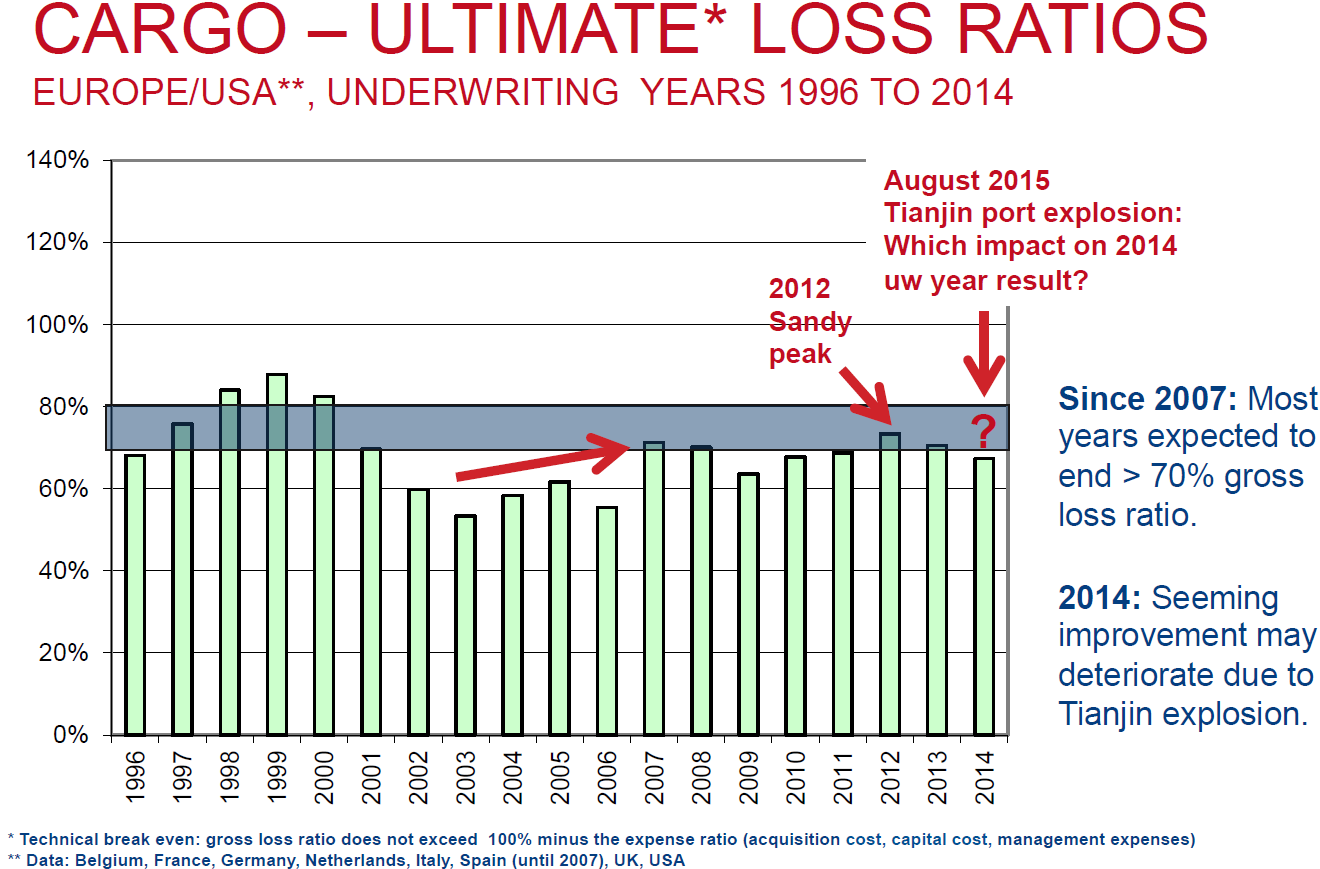 CARGO – ULTIMATE* LOSS RATIOS
EUROPE/USA**, UNDERWRITING YEARS 1996 TO 2014
140%
120%
100%
80%
60%
40%
20%
0%
August 2015
Tianjin port explosion:
Which impact on 2014
uw year result?
2012
Sandy
peak
?
1996
1997
1998
1999
2000
2001
2002
2003
2004
2005
2006
2007
2008
2009
2010
2011
2012
2013
2014
Since 2007: Most
years expected to
end > 70% gross
loss ratio.
2014: Seeming
improvement may
deteriorate due to
Tianjin explosion.
* Technical break even: gross loss ratio does not exceed 100% minus the expense ratio (acquisition cost, capital cost, management expenses)
** Data: Belgium, France, Germany, Netherlands, Italy, Spain (until 2007), UK, USA